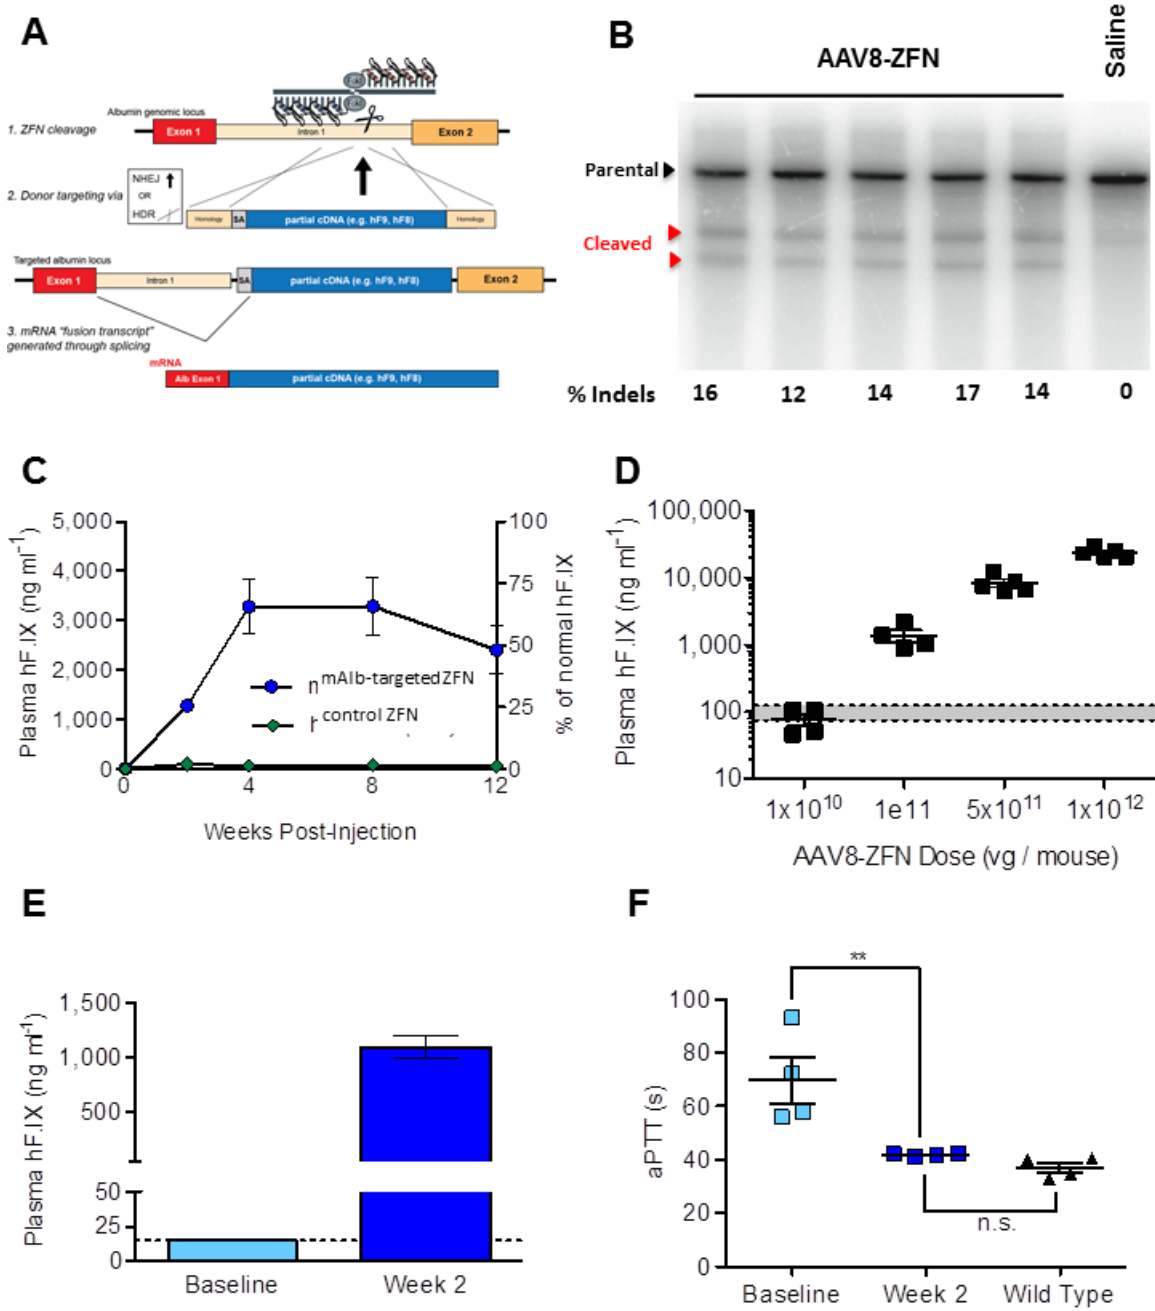 A
Albumin genomic locus
1. ZFN cleavage
Exon 1
Intron 1
Exon 2
NHEJ
OR
HDR
2. Donor targeting via
Homology
SA
partial cDNA (e.g. hF9, hF8)
Homology
Targeted albumin locus
Exon 1
Intron 1
SA
partial cDNA (e.g. hF9, hF8)
Exon 2
3. mRNA "fusion transcript"
generated through splicing
mRNA
Alb Exon 1
partial cDNA (e.g. hF9, hF8)
B
AAV8-ZFN
Saline
Parental
Cleaved
% Indels 16 12 14 17 14 0
C
Plasma hF.IX (ng ml-1)
5,000
4,000
3,000
2,000
1,000
0
100
75
50
25
0
% of normal hF.IX
mAlb-targeted ZFN
control ZFN
0 4 8 12
Weeks Post-Injection
D
Plasma hF.IX (ng ml-1)
100,000
10,000
1,000
100
10
1x10^10 1e11 5x10^11 1x10^12
AAV8-ZFN Dose (vg / mouse)
E
Plasma hF.IX (ng ml-1)
1,500
1,000
500
50
25
0
Baseline Week 2
F
**
aPTT (s)
100
80
60
40
20
0
n.s.
Baseline Week 2 Wild Type